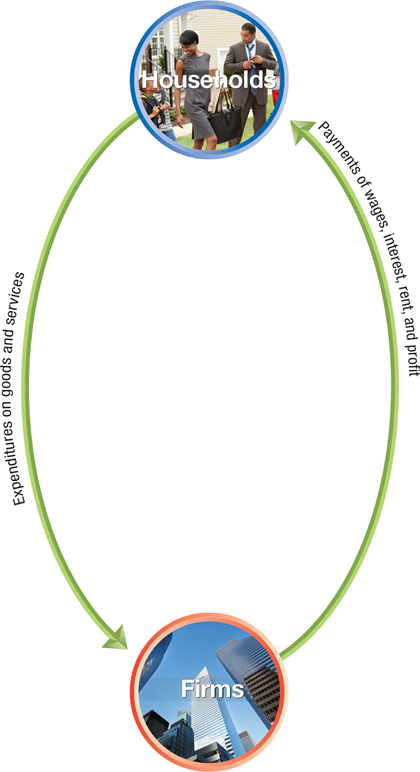 Households
Payments of wages, interest, rent, and profit
Expenditures on goods and services
Firms